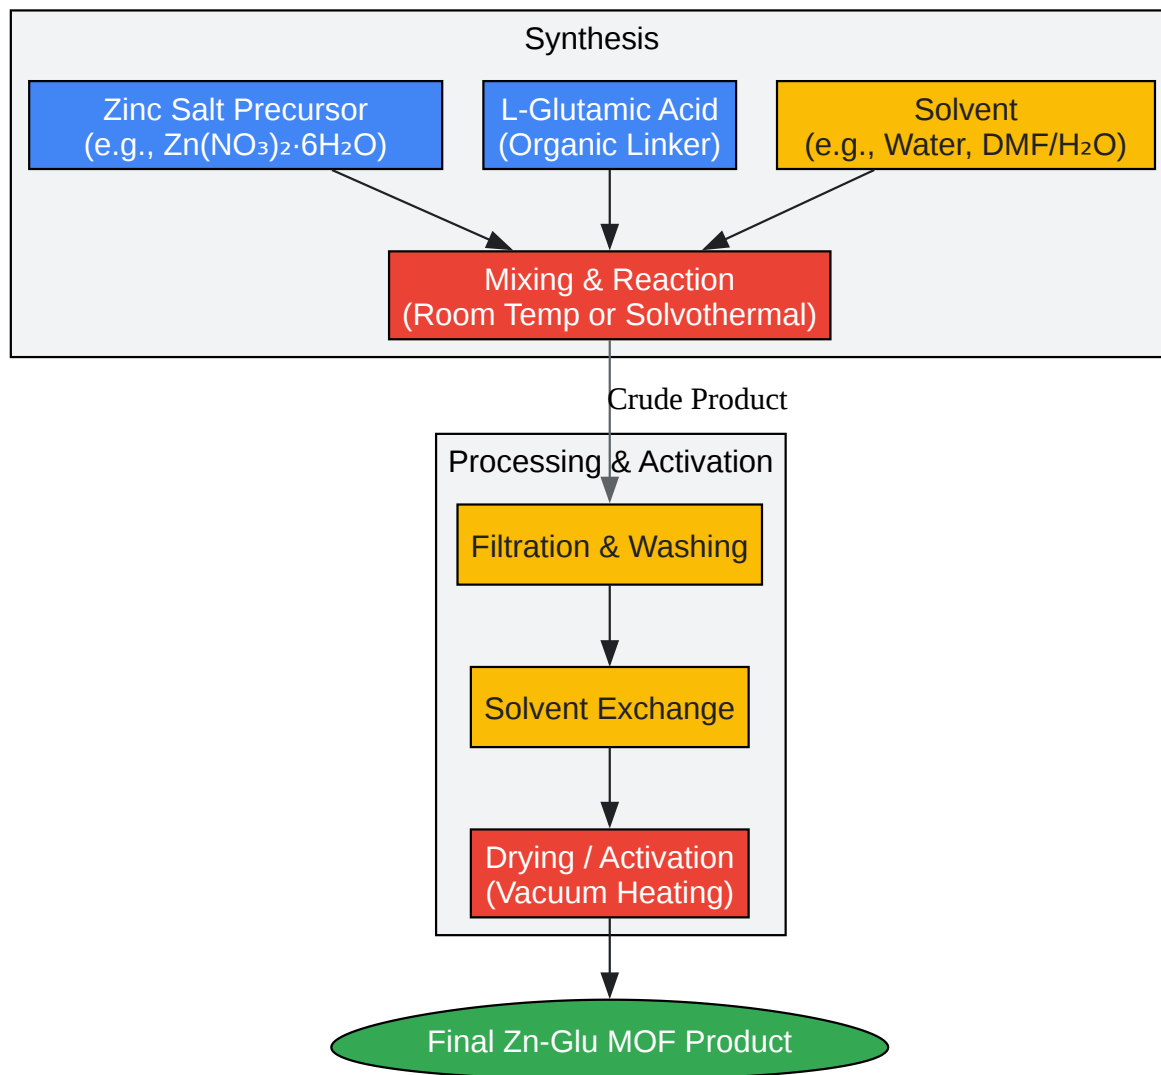 Synthesis
Zinc Salt Precursor
(e.g., Zn(NO₃)₂·6H₂O)
L-Glutamic Acid
(Organic Linker)
Solvent
(e.g., Water, DMF/H₂O)
Mixing & Reaction
(Room Temp or Solvothermal)
Crude Product
Processing & Activation
Filtration & Washing
Solvent Exchange
Drying / Activation
(Vacuum Heating)
Final Zn-Glu MOF Product